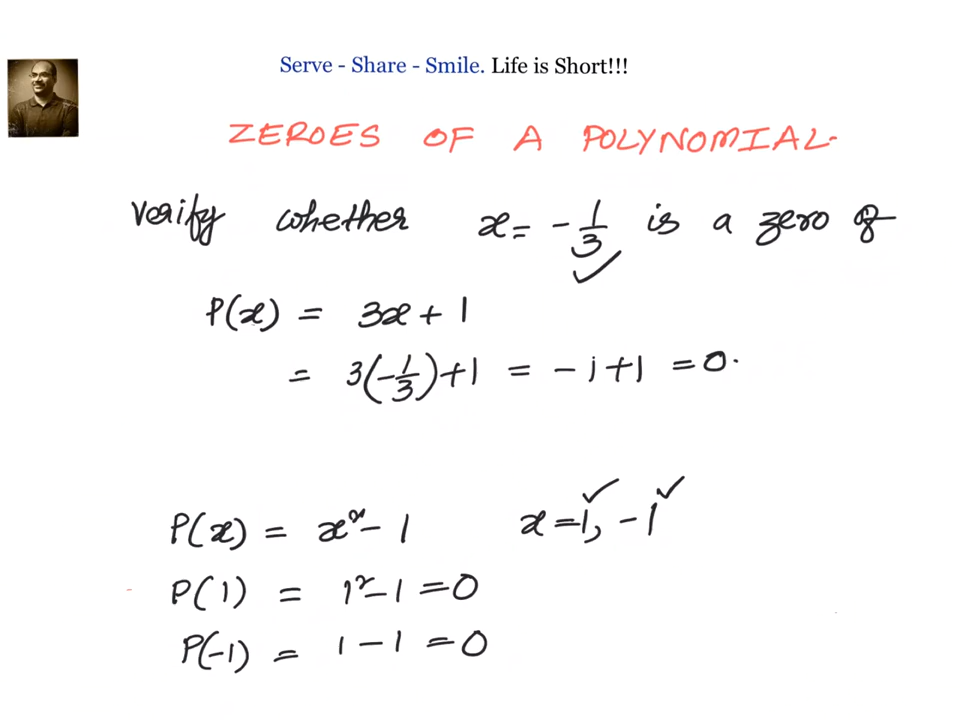 Serve - Share - Smile. Life is Short!!!
ZEROES OF A POLYNOMIAL.
Verify whether x = - 1/3 is a zero of
P(x) = 3x + 1
= 3(-1/3) + 1 = - 1 + 1 = 0.
P(x) = x² - 1 x = 1, - 1
P(1) = 1² - 1 = 0
P(-1) = 1 - 1 = 0